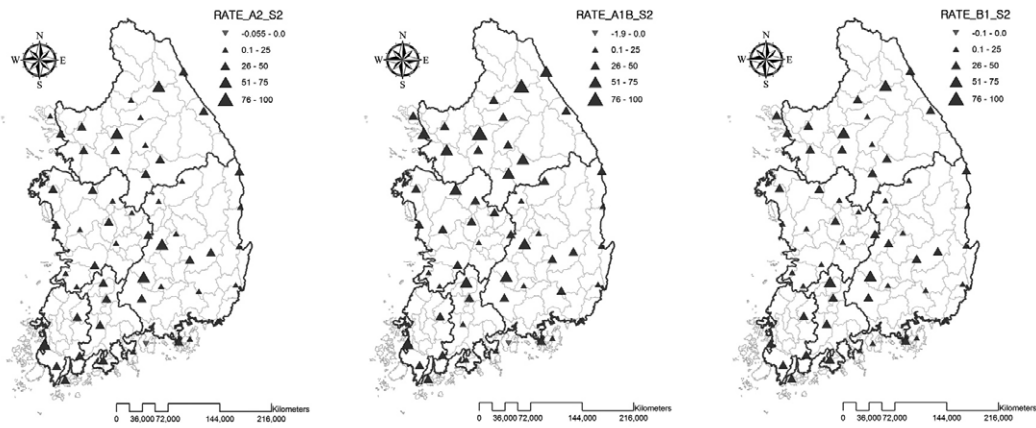 RATE_A2_S2
-0.055 - 0.0
0.1 - 25
26 - 50
51 - 75
76 - 100
N
W E
S
Kilometers
0 36,000 72,000 144,000 216,000
RATE_A1B_S2
-1.9 - 0.0
0.1 - 25
26 - 50
51 - 75
76 - 100
N
W E
S
Kilometers
0 36,000 72,000 144,000 216,000
RATE_B1_S2
-0.1 - 0.0
0.1 - 25
26 - 50
51 - 75
76 - 100
N
W E
S
Kilometers
0 36,000 72,000 144,000 216,000